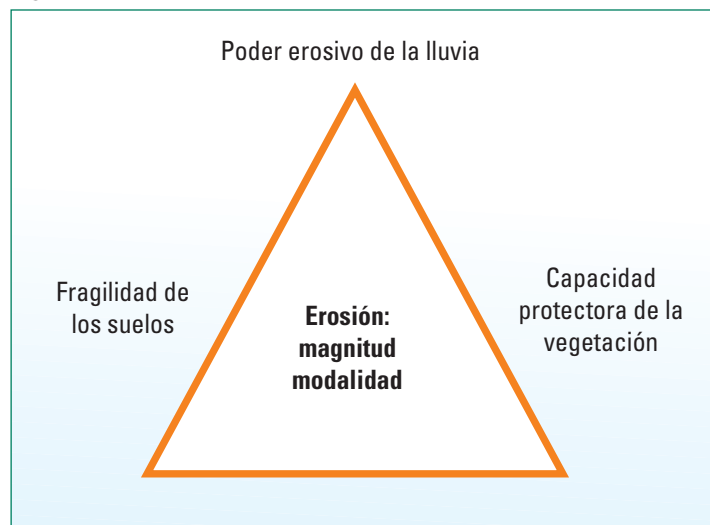 Poder erosivo de la lluvia
Fragilidad de
los suelos
Erosión:
magnitud
modalidad
Capacidad
protectora de la
vegetación